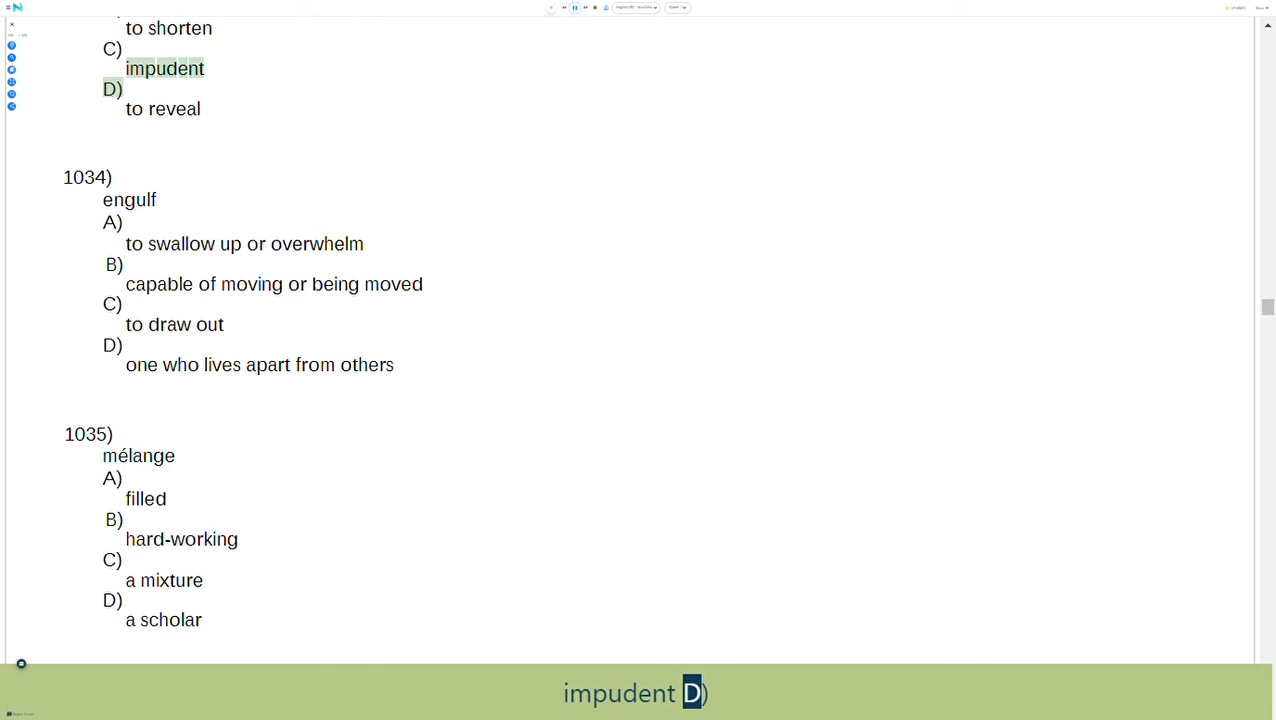 to shorten
C)
impudent
D)
to reveal
1034)
engulf
A)
to swallow up or overwhelm
B)
capable of moving or being moved
C)
to draw out
D)
one who lives apart from others
1035)
mélange
A)
filled
B)
hard-working
C)
a mixture
D)
a scholar
impudent D)